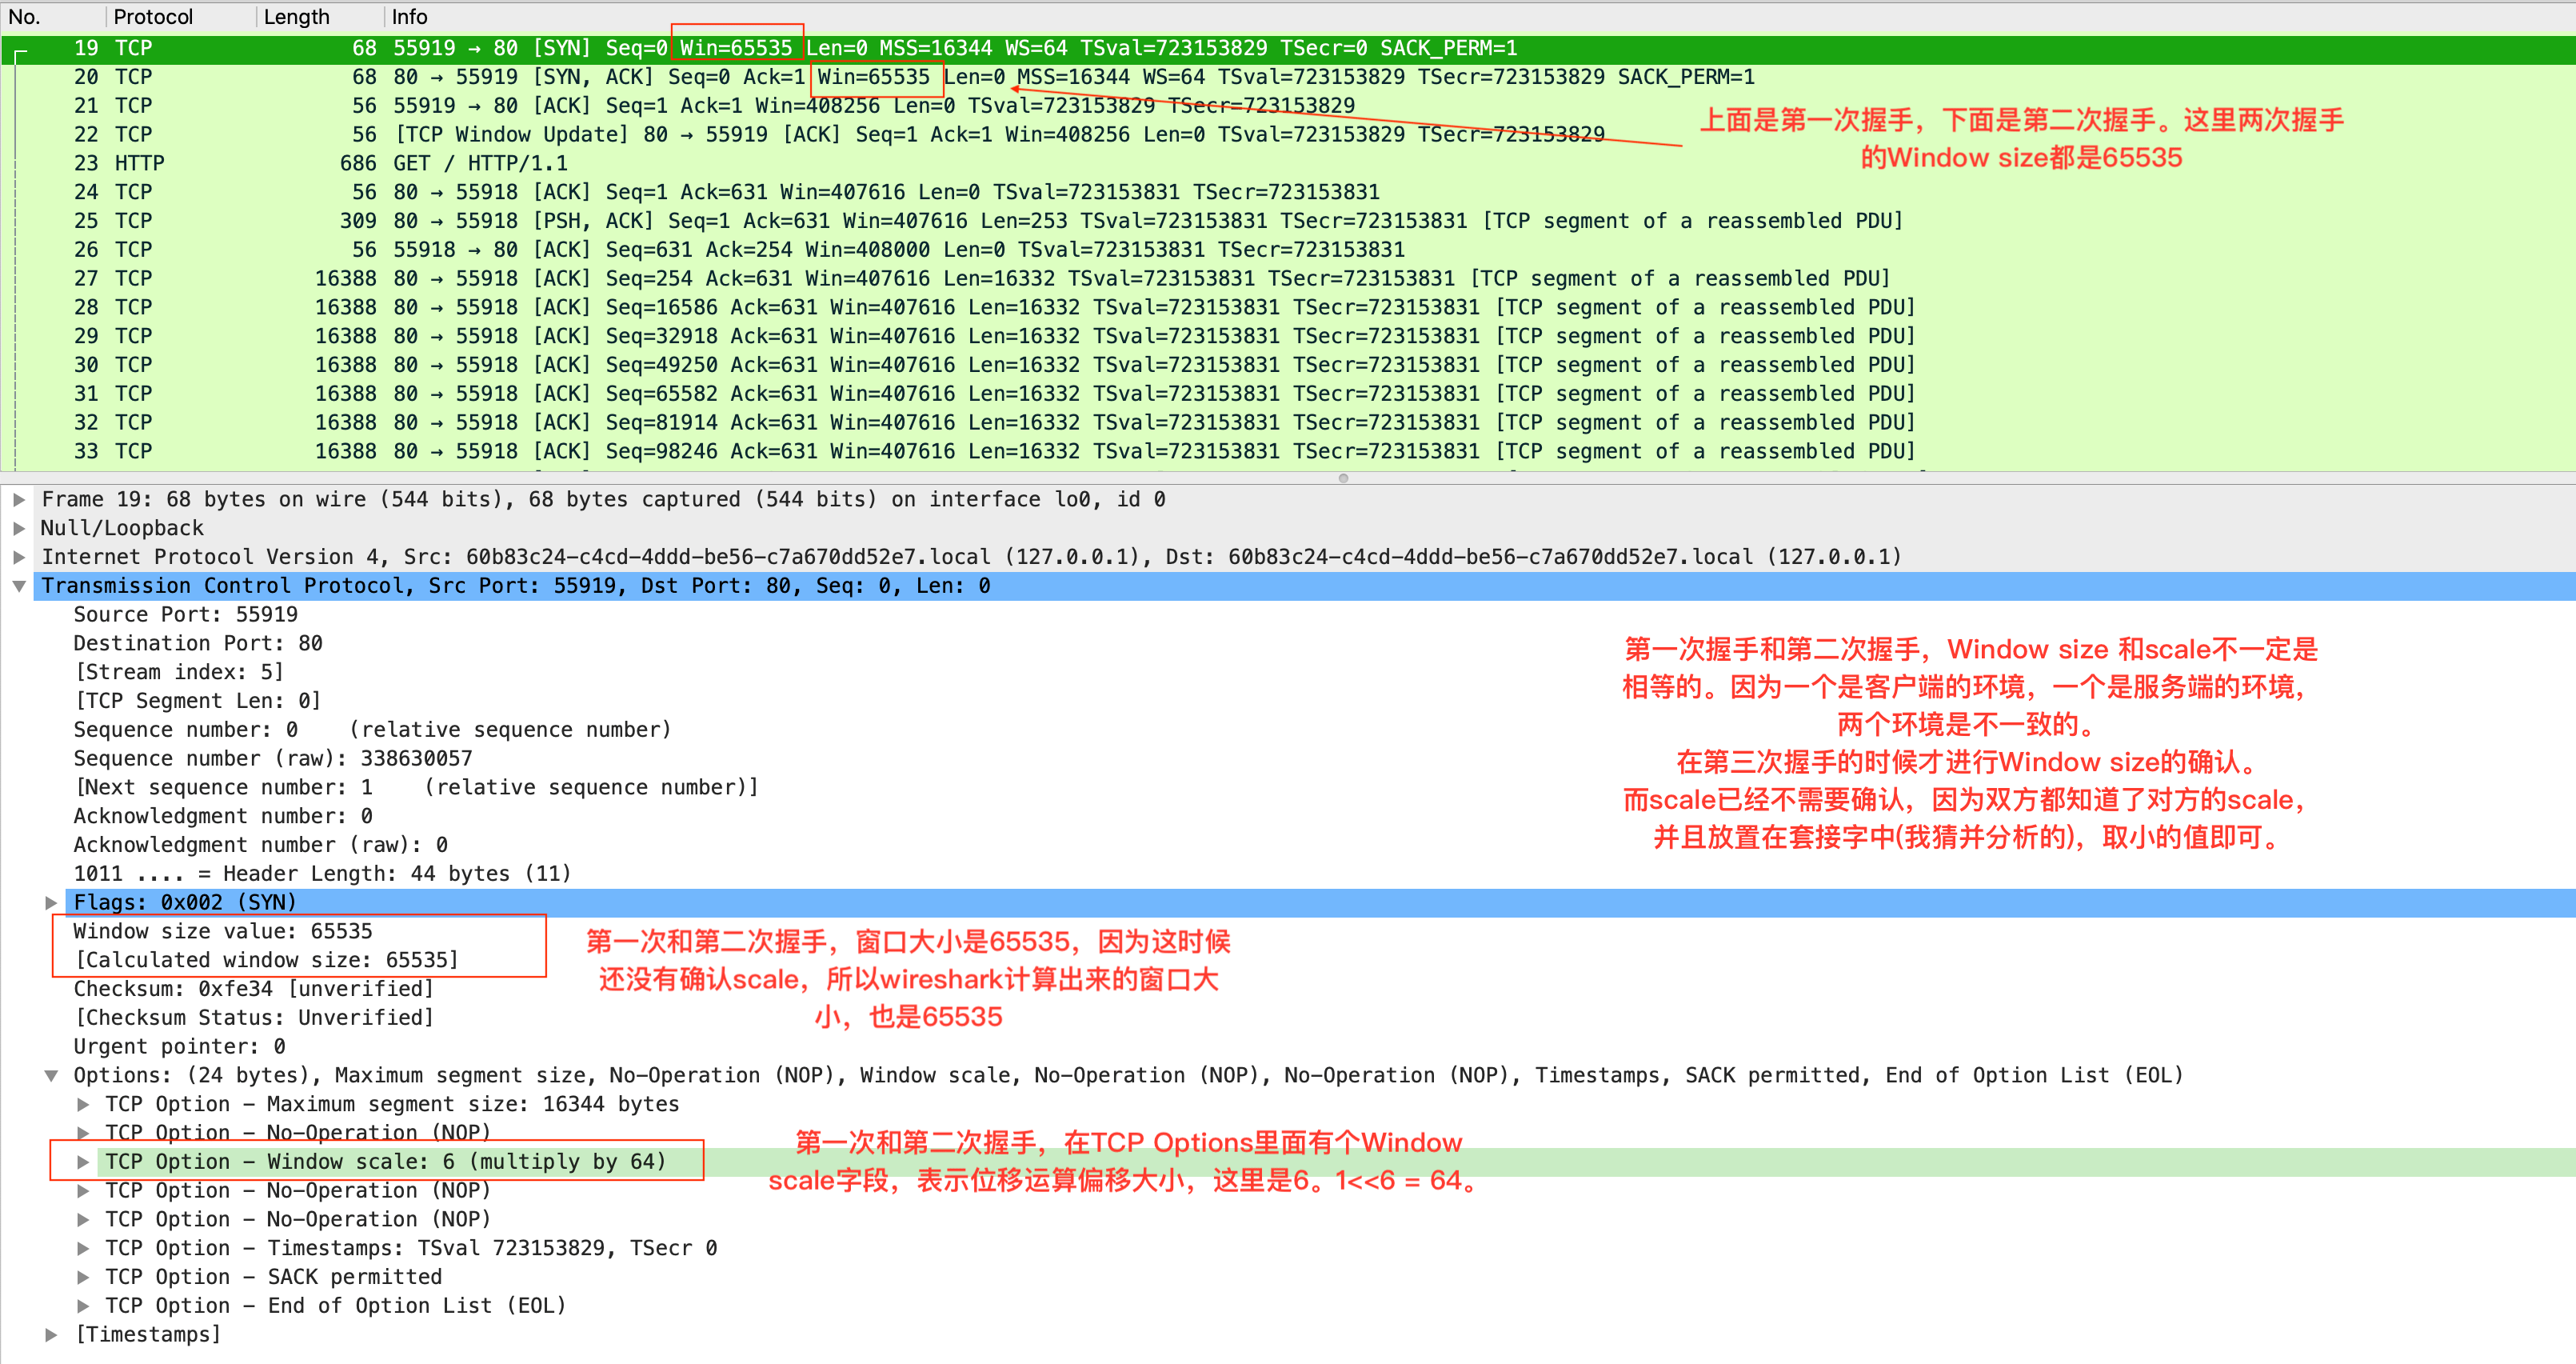 No. Protocol Length Info
19 TCP 68 55919 → 80 [SYN] Seq=0 Win=65535 Len=0 MSS=16344 WS=64 TSval=723153829 TSecr=0 SACK_PERM=1
20 TCP 68 80 → 55919 [SYN, ACK] Seq=0 Ack=1 Win=65535 Len=0 MSS=16344 WS=64 TSval=723153829 TSecr=723153829 SACK_PERM=1
21 TCP 56 55919 → 80 [ACK] Seq=1 Ack=1 Win=408256 Len=0 TSval=723153829 TSecr=723153829
22 TCP 56 [TCP Window Update] 80 → 55919 [ACK] Seq=1 Ack=1 Win=408256 Len=0 TSval=723153829 TSecr=723153829
上面是第一次握手，下面是第二次握手。这里两次握手
的Window size都是65535
23 HTTP 686 GET / HTTP/1.1
24 TCP 56 80 → 55918 [ACK] Seq=1 Ack=631 Win=407616 Len=0 TSval=723153831 TSecr=723153831
25 TCP 309 80 → 55918 [PSH, ACK] Seq=1 Ack=631 Win=407616 Len=253 TSval=723153831 TSecr=723153831 [TCP segment of a reassembled PDU]
26 TCP 56 55918 → 80 [ACK] Seq=631 Ack=254 Win=408000 Len=0 TSval=723153831 TSecr=723153831
27 TCP 16388 80 → 55918 [ACK] Seq=254 Ack=631 Win=407616 Len=16332 TSval=723153831 TSecr=723153831 [TCP segment of a reassembled PDU]
28 TCP 16388 80 → 55918 [ACK] Seq=16586 Ack=631 Win=407616 Len=16332 TSval=723153831 TSecr=723153831 [TCP segment of a reassembled PDU]
29 TCP 16388 80 → 55918 [ACK] Seq=32918 Ack=631 Win=407616 Len=16332 TSval=723153831 TSecr=723153831 [TCP segment of a reassembled PDU]
30 TCP 16388 80 → 55918 [ACK] Seq=49250 Ack=631 Win=407616 Len=16332 TSval=723153831 TSecr=723153831 [TCP segment of a reassembled PDU]
31 TCP 16388 80 → 55918 [ACK] Seq=65582 Ack=631 Win=407616 Len=16332 TSval=723153831 TSecr=723153831 [TCP segment of a reassembled PDU]
32 TCP 16388 80 → 55918 [ACK] Seq=81914 Ack=631 Win=407616 Len=16332 TSval=723153831 TSecr=723153831 [TCP segment of a reassembled PDU]
33 TCP 16388 80 → 55918 [ACK] Seq=98246 Ack=631 Win=407616 Len=16332 TSval=723153831 TSecr=723153831 [TCP segment of a reassembled PDU]
Frame 19: 68 bytes on wire (544 bits), 68 bytes captured (544 bits) on interface lo0, id 0
Null/Loopback
Internet Protocol Version 4, Src: 60b83c24-c4cd-4ddd-be56-c7a670dd52e7.local (127.0.0.1), Dst: 60b83c24-c4cd-4ddd-be56-c7a670dd52e7.local (127.0.0.1)
Transmission Control Protocol, Src Port: 55919, Dst Port: 80, Seq: 0, Len: 0
Source Port: 55919
Destination Port: 80
[Stream index: 5]
[TCP Segment Len: 0]
Sequence number: 0 (relative sequence number)
Sequence number (raw): 338630057
[Next sequence number: 1 (relative sequence number)]
Acknowledgment number: 0
Acknowledgment number (raw): 0
1011 .... = Header Length: 44 bytes (11)
第一次握手和第二次握手，Window size 和scale不一定是
相等的。因为一个是客户端的环境，一个是服务端的环境，
两个环境是不一致的。
在第三次握手的时候才进行Window size的确认。
而scale已经不需要确认，因为双方都知道了对方的scale，
并且放置在套接字中(我猜并分析的)，取小的值即可。
Flags: 0x002 (SYN)
Window size value: 65535
[Calculated window size: 65535]
第一次和第二次握手，窗口大小是65535，因为这时候
还没有确认scale，所以wireshark计算出来的窗口大
小，也是65535
Checksum: 0xfe34 [unverified]
[Checksum Status: Unverified]
Urgent pointer: 0
Options: (24 bytes), Maximum segment size, No-Operation (NOP), Window scale, No-Operation (NOP), No-Operation (NOP), Timestamps, SACK permitted, End of Option List (EOL)
TCP Option – Maximum segment size: 16344 bytes
TCP Option – No-Operation (NOP)
TCP Option – Window scale: 6 (multiply by 64)
第一次和第二次握手，在TCP Options里面有个Window
scale字段，表示位移运算偏移大小，这里是6。1<<6 = 64。
TCP Option – No-Operation (NOP)
TCP Option – No-Operation (NOP)
TCP Option – Timestamps: TSval 723153829, TSecr 0
TCP Option – SACK permitted
TCP Option – End of Option List (EOL)
[Timestamps]